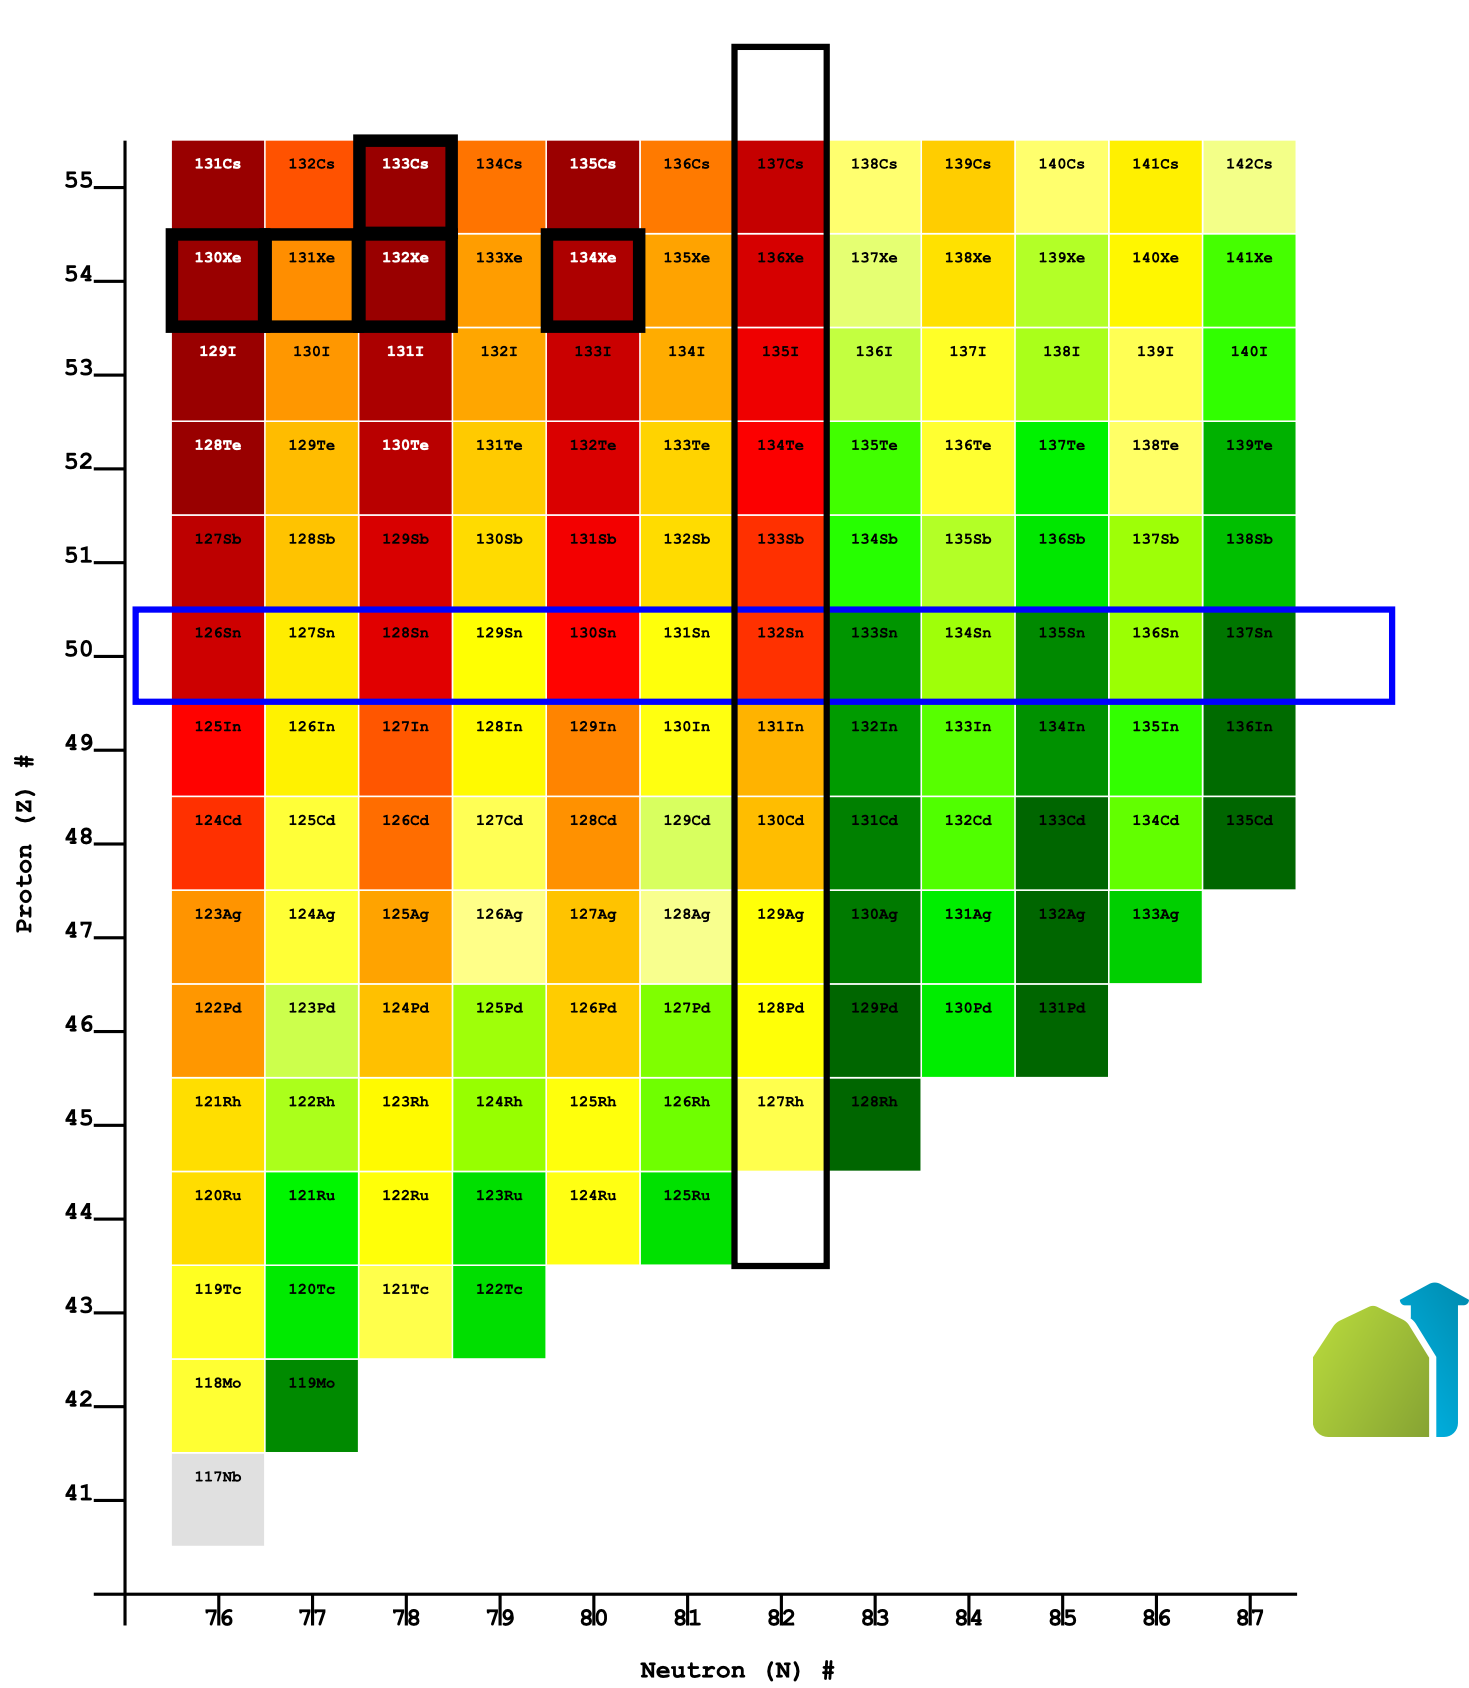 131Cs 132Cs 133Cs 134Cs 135Cs 136Cs 137Cs 138Cs 139Cs 140Cs 141Cs 142Cs
55
130Xe 131Xe 132Xe 133Xe 134Xe 135Xe 136Xe 137Xe 138Xe 139Xe 140Xe 141Xe
54
129I 130I 131I 132I 133I 134I 135I 136I 137I 138I 139I 140I
53
128Te 129Te 130Te 131Te 132Te 133Te 134Te 135Te 136Te 137Te 138Te 139Te
52
127Sb 128Sb 129Sb 130Sb 131Sb 132Sb 133Sb 134Sb 135Sb 136Sb 137Sb 138Sb
51
126Sn 127Sn 128Sn 129Sn 130Sn 131Sn 132Sn 133Sn 134Sn 135Sn 136Sn 137Sn
50
125In 126In 127In 128In 129In 130In 131In 132In 133In 134In 135In 136In
49
124Cd 125Cd 126Cd 127Cd 128Cd 129Cd 130Cd 131Cd 132Cd 133Cd 134Cd 135Cd
48
123Ag 124Ag 125Ag 126Ag 127Ag 128Ag 129Ag 130Ag 131Ag 132Ag 133Ag
47
122Pd 123Pd 124Pd 125Pd 126Pd 127Pd 128Pd 129Pd 130Pd 131Pd
46
121Rh 122Rh 123Rh 124Rh 125Rh 126Rh 127Rh 128Rh
45
120Ru 121Ru 122Ru 123Ru 124Ru 125Ru
44
119Tc 120Tc 121Tc 122Tc
43
118Mo 119Mo
42
117Nb
41
Proton (Z) #
76 77 78 79 80 81 82 83 84 85 86 87
Neutron (N) #